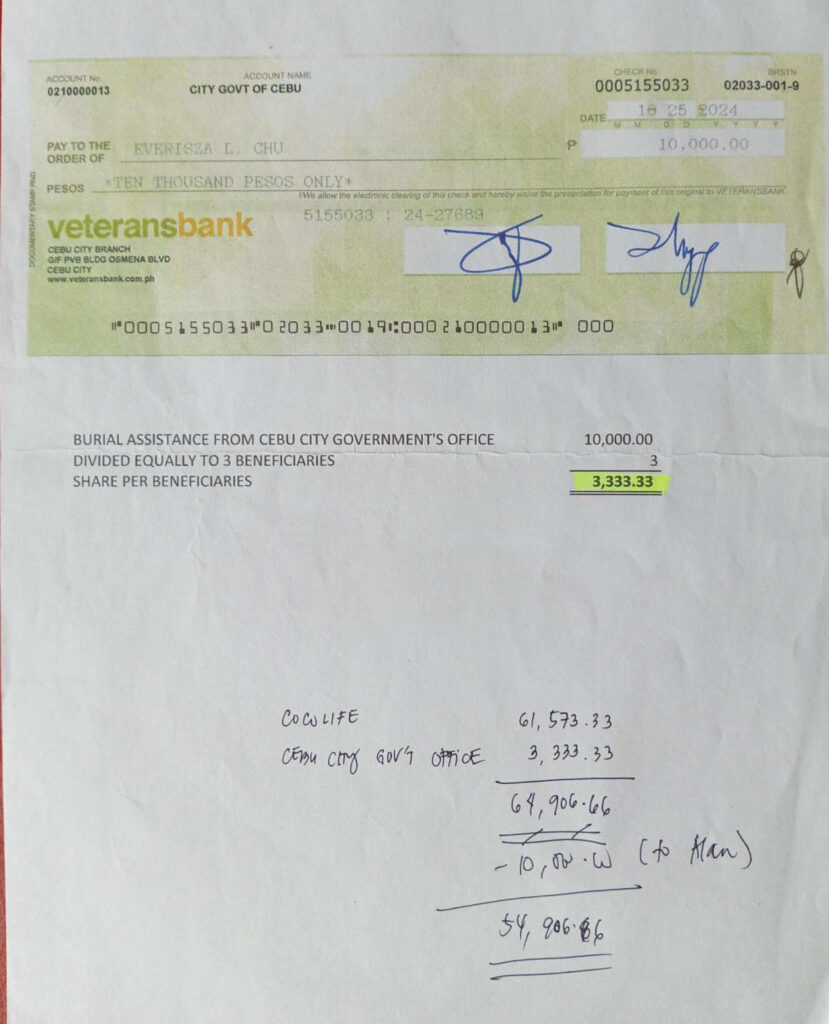 ACCOUNT No. ACCOUNT NAME CHECK No. BRSTN
0210000013 CITY GOVT OF CEBU 0005155033 02033-001-9
DATE 10 25 2024
M M D D Y Y Y Y
PAY TO THE
ORDER OF EVERISZA L. CHU ₱ 10,000.00
PESOS *TEN THOUSAND PESOS ONLY*
I/We allow the electronic clearing of this check and hereby waive the presentation for payment of this original to VETERANSBANK
DOCUMENTARY STAMP PAID
5155033 : 24-27689
veteransbank
CEBU CITY BRANCH
G/F PVB BLDG OSMENA BLVD
CEBU CITY
www.veteransbank.com.ph
⑈0005155033⑈02033⑉0019⑆000210000013⑈ 000
BURIAL ASSISTANCE FROM CEBU CITY GOVERNMENT'S OFFICE 10,000.00
DIVIDED EQUALLY TO 3 BENEFICIARIES 3
SHARE PER BENEFICIARIES 3,333.33
COCOLIFE 61,573.33
CEBU CITY GOV'T OFFICE 3,333.33
64,906.66
-10,000.00 (to Alan)
54,906.66